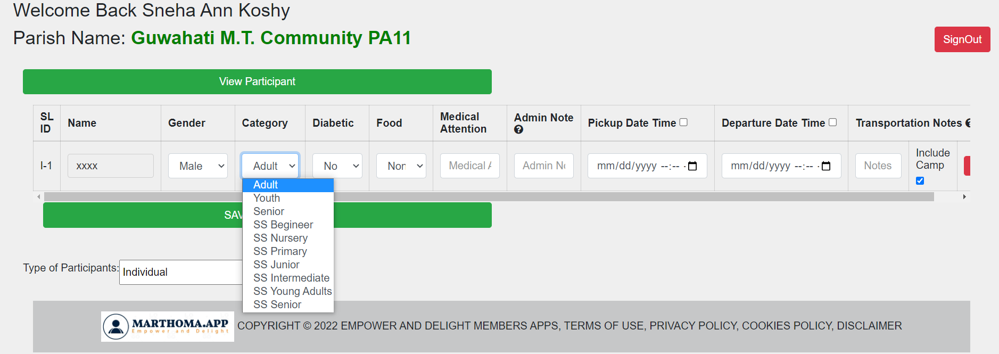 Welcome Back Sneha Ann Koshy
Parish Name: Guwahati M.T. Community PA11
SignOut
View Participant
SL ID Name Gender Category Diabetic Food Medical Attention Admin Note Pickup Date Time Departure Date Time Transportation Notes
I-1 xxxx Male Adult No Medical Admin mm/dd/yyyy --:-- mm/dd/yyyy --:-- Notes Include Camp
Adult
Youth
Senior
SS Begineer
SS Nursery
SS Primary
SS Junior
SS Intermediate
SS Young Adults
SS Senior
Type of Participants: Individual
MARTHOMA.APP
Empower and Delight
COPYRIGHT © 2022 EMPOWER AND DELIGHT MEMBERS APPS, TERMS OF USE, PRIVACY POLICY, COOKIES POLICY, DISCLAIMER